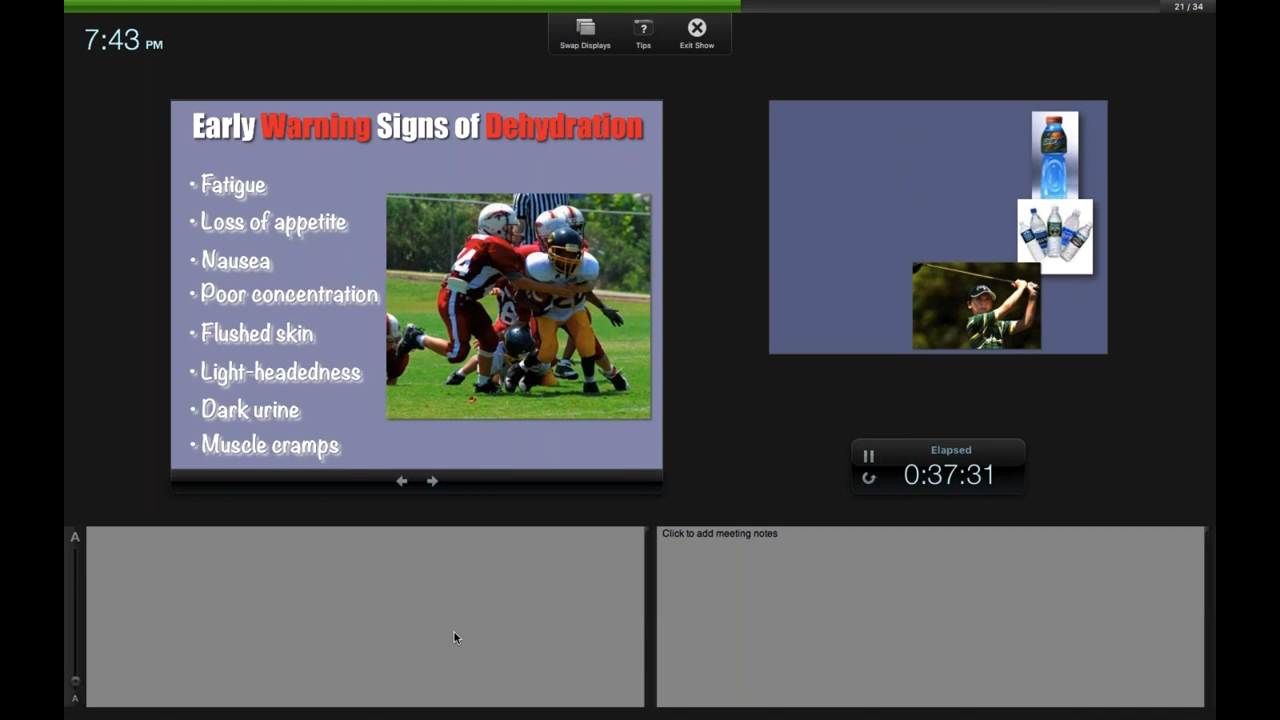 21 / 34
7:43 PM
Swap Displays
Tips
Exit Show
Early Warning Signs of Dehydration
• Fatigue
• Loss of appetite
• Nausea
• Poor concentration
• Flushed skin
• Light-headedness
• Dark urine
• Muscle cramps
Elapsed
0:37:31
A
A
Click to add meeting notes